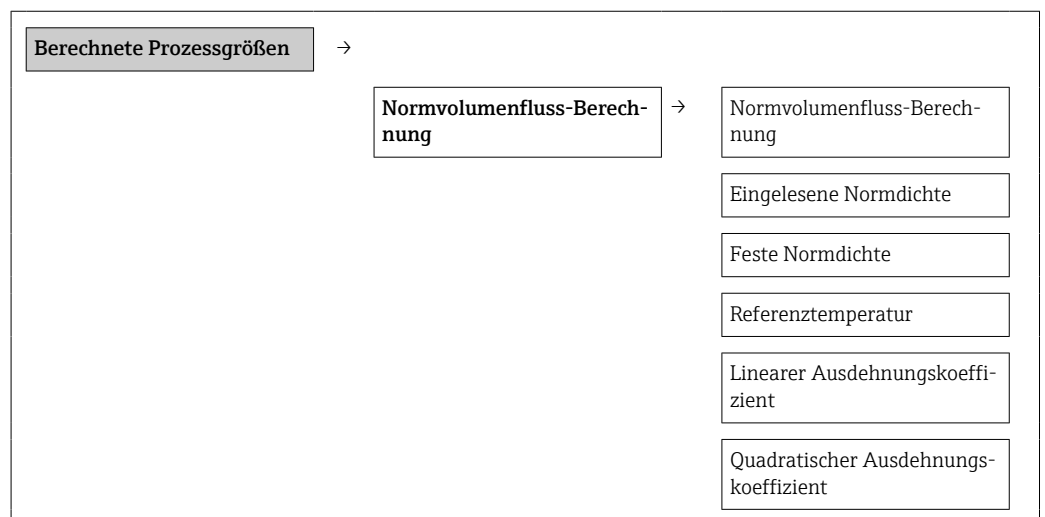 Berechnete Prozessgrößen →
Normvolumenfluss-Berech-
nung
→
Normvolumenfluss-Berech-
nung
Eingelesene Normdichte
Feste Normdichte
Referenztemperatur
Linearer Ausdehnungskoeffi-
zient
Quadratischer Ausdehnungs-
koeffizient